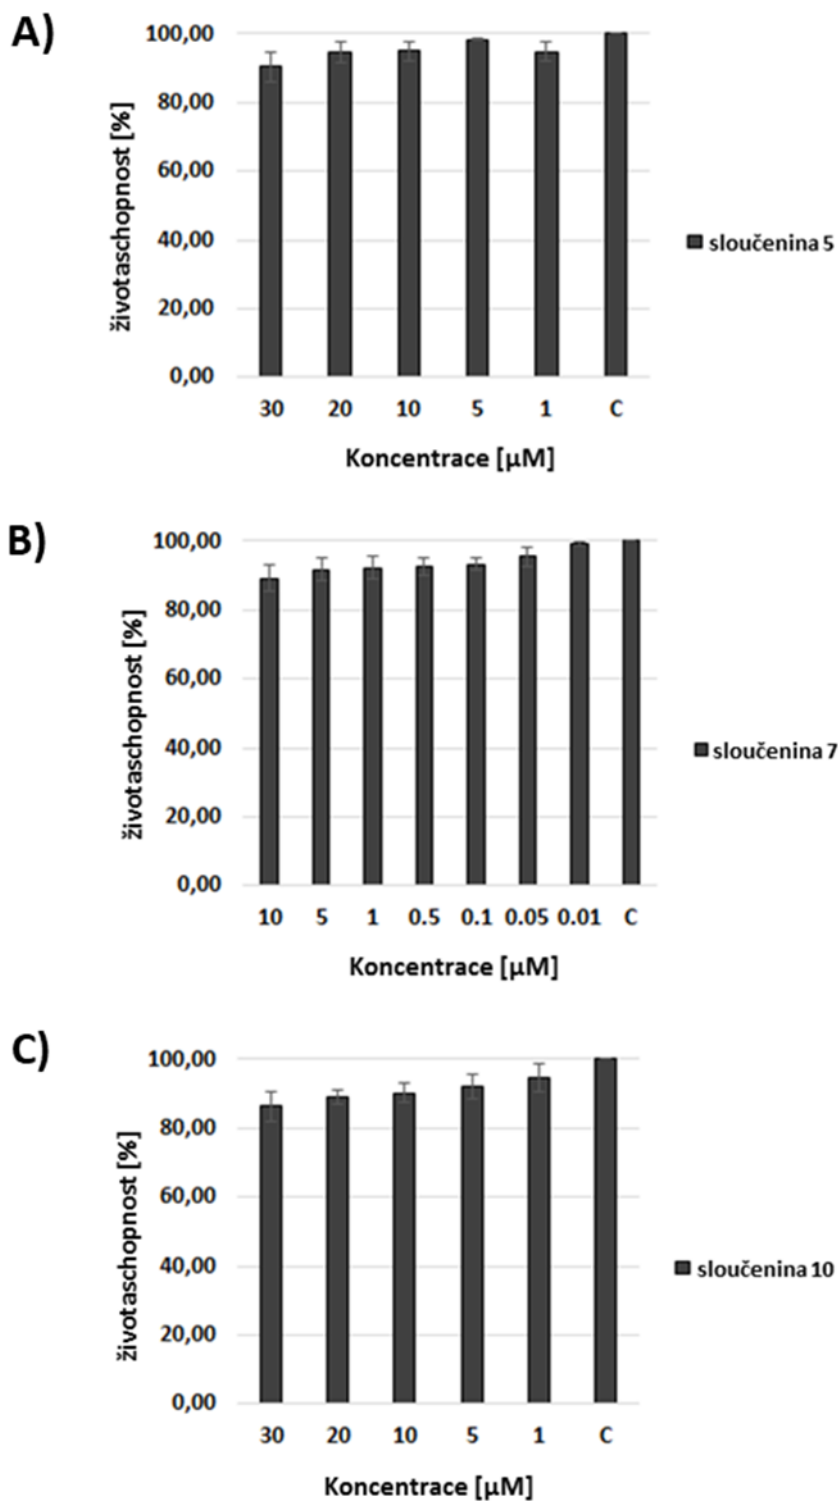 A)
100,00
80,00
60,00
40,00
20,00
0,00
životaschopnost [%]
30 20 10 5 1 C
Koncentrace [µM]
sloučenina 5
B)
100,00
80,00
60,00
40,00
20,00
0,00
životaschopnost [%]
10 5 1 0.5 0.1 0.05 0.01 C
Koncentrace [µM]
sloučenina 7
C)
100,00
80,00
60,00
40,00
20,00
0,00
životaschopnost [%]
30 20 10 5 1 C
Koncentrace [µM]
sloučenina 10